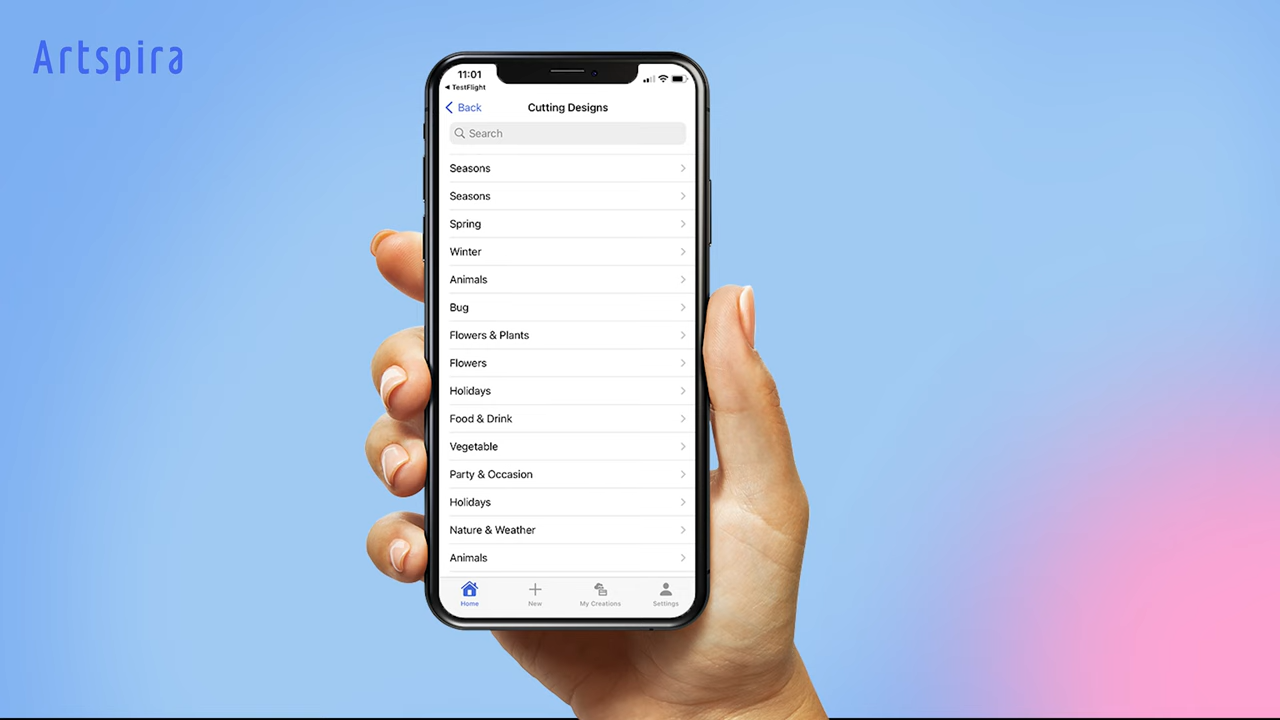 Artspira
11:01
◀ TestFlight
Back
Cutting Designs
Search
Seasons
Seasons
Spring
Winter
Animals
Bug
Flowers & Plants
Flowers
Holidays
Food & Drink
Vegetable
Party & Occasion
Holidays
Nature & Weather
Animals
Home
New
My Creations
Settings